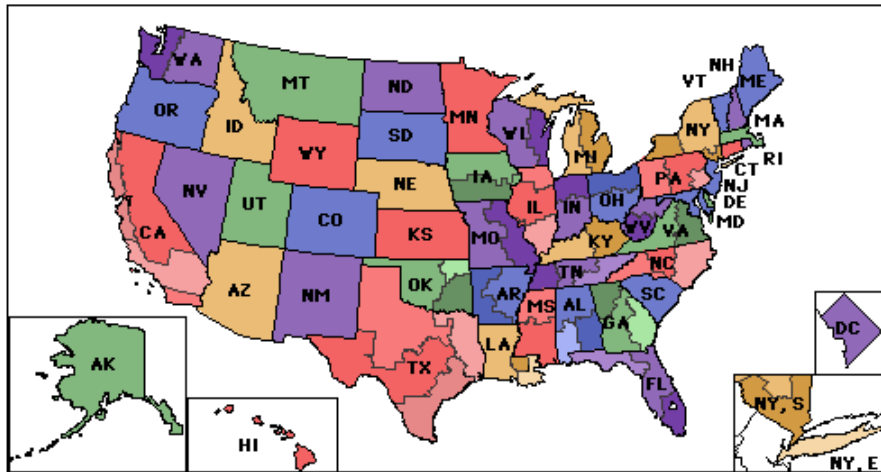 WA
MT
ND
MN
OR
ID
SD
WI
MI
NY
VT
NH
ME
MA
RI
CT
NJ
DE
MD
WY
NE
IA
PA
NV
UT
CO
KS
MO
IL
IN
OH
WV
VA
KY
CA
AZ
NM
OK
AR
TN
NC
SC
MS
AL
GA
LA
TX
FL
AK
HI
DC
NY, S
NY, E